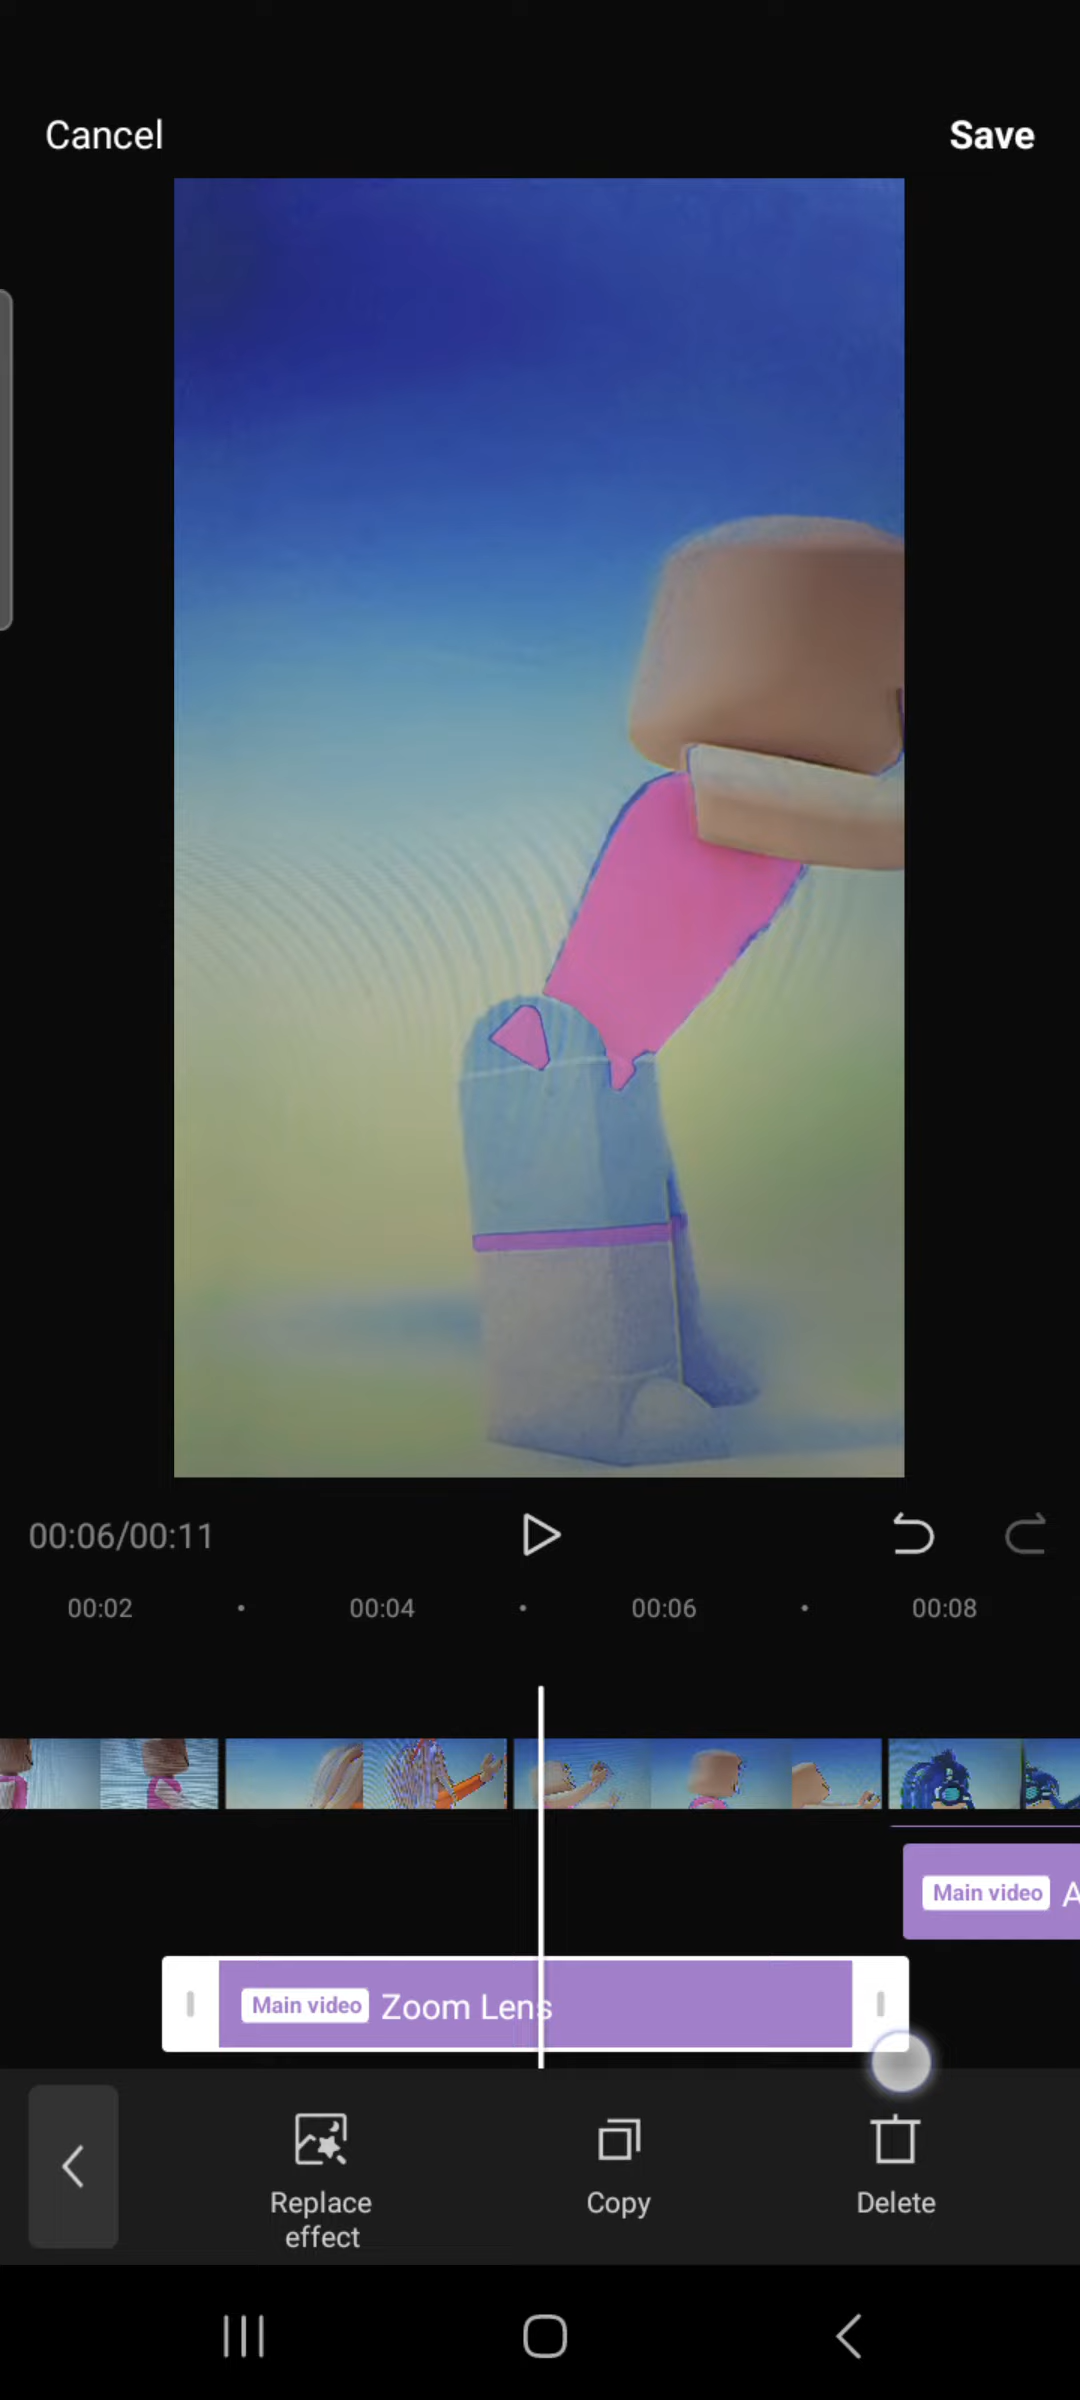 Cancel
Save
00:06/00:11
00:02
00:04
00:06
00:08
Main video A
Main video Zoom Lens
Replace
effect
Copy
Delete